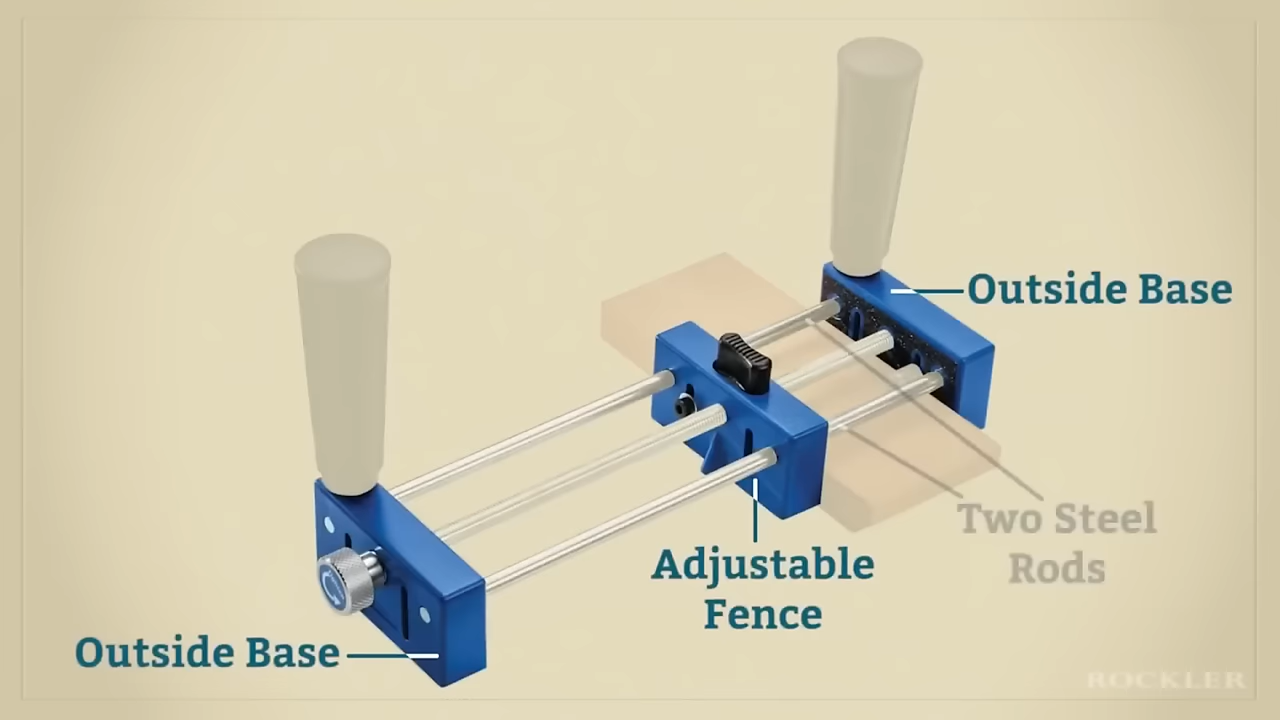 Outside Base
Two Steel
Rods
Adjustable
Fence
Outside Base
ROCKLER